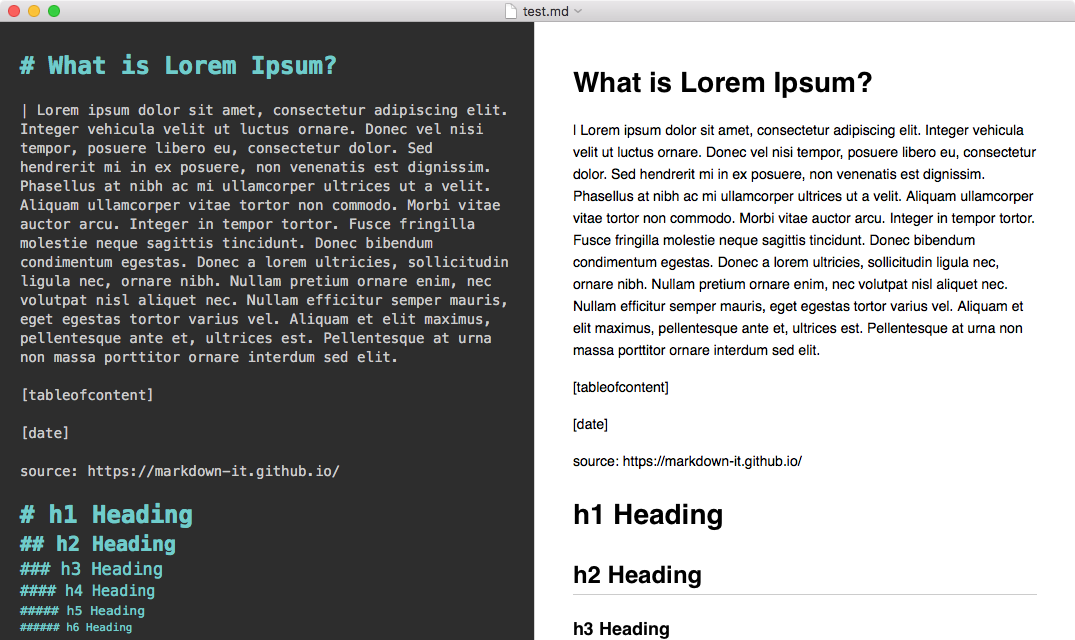 test.md
# What is Lorem Ipsum?
| Lorem ipsum dolor sit amet, consectetur adipiscing elit.
Integer vehicula velit ut luctus ornare. Donec vel nisi
tempor, posuere libero eu, consectetur dolor. Sed
hendrerit mi in ex posuere, non venenatis est dignissim.
Phasellus at nibh ac mi ullamcorper ultrices ut a velit.
Aliquam ullamcorper vitae tortor non commodo. Morbi vitae
auctor arcu. Integer in tempor tortor. Fusce fringilla
molestie neque sagittis tincidunt. Donec bibendum
condimentum egestas. Donec a lorem ultricies, sollicitudin
ligula nec, ornare nibh. Nullam pretium ornare enim, nec
volutpat nisl aliquet nec. Nullam efficitur semper mauris,
eget egestas tortor varius vel. Aliquam et elit maximus,
pellentesque ante et, ultrices est. Pellentesque at urna
non massa porttitor ornare interdum sed elit.
[tableofcontent]
[date]
source: https://markdown-it.github.io/
# h1 Heading
## h2 Heading
### h3 Heading
#### h4 Heading
##### h5 Heading
###### h6 Heading
What is Lorem Ipsum?
| Lorem ipsum dolor sit amet, consectetur adipiscing elit. Integer vehicula
velit ut luctus ornare. Donec vel nisi tempor, posuere libero eu, consectetur
dolor. Sed hendrerit mi in ex posuere, non venenatis est dignissim.
Phasellus at nibh ac mi ullamcorper ultrices ut a velit. Aliquam ullamcorper
vitae tortor non commodo. Morbi vitae auctor arcu. Integer in tempor tortor.
Fusce fringilla molestie neque sagittis tincidunt. Donec bibendum
condimentum egestas. Donec a lorem ultricies, sollicitudin ligula nec,
ornare nibh. Nullam pretium ornare enim, nec volutpat nisl aliquet nec.
Nullam efficitur semper mauris, eget egestas tortor varius vel. Aliquam et
elit maximus, pellentesque ante et, ultrices est. Pellentesque at urna non
massa porttitor ornare interdum sed elit.
[tableofcontent]
[date]
source: https://markdown-it.github.io/
h1 Heading
h2 Heading
h3 Heading